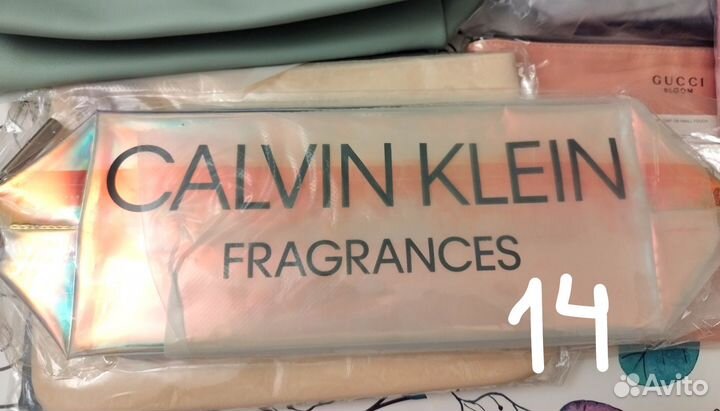 GUCCI
BLOOM
CALVIN KLEIN
FRAGRANCES
14
Avito